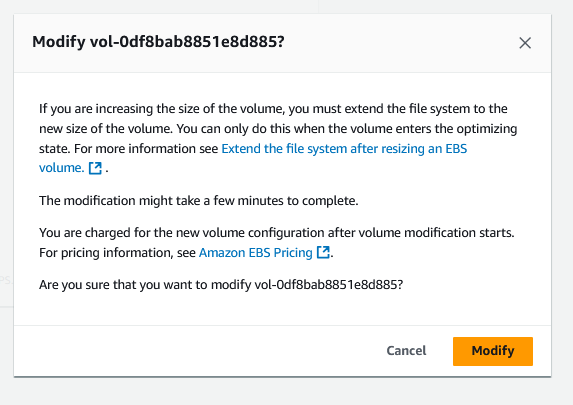 Modify vol-0df8bab8851e8d885?
If you are increasing the size of the volume, you must extend the file system to the
new size of the volume. You can only do this when the volume enters the optimizing
state. For more information see Extend the file system after resizing an EBS
volume. .
The modification might take a few minutes to complete.
You are charged for the new volume configuration after volume modification starts.
For pricing information, see Amazon EBS Pricing .
Are you sure that you want to modify vol-0df8bab8851e8d885?
Cancel
Modify